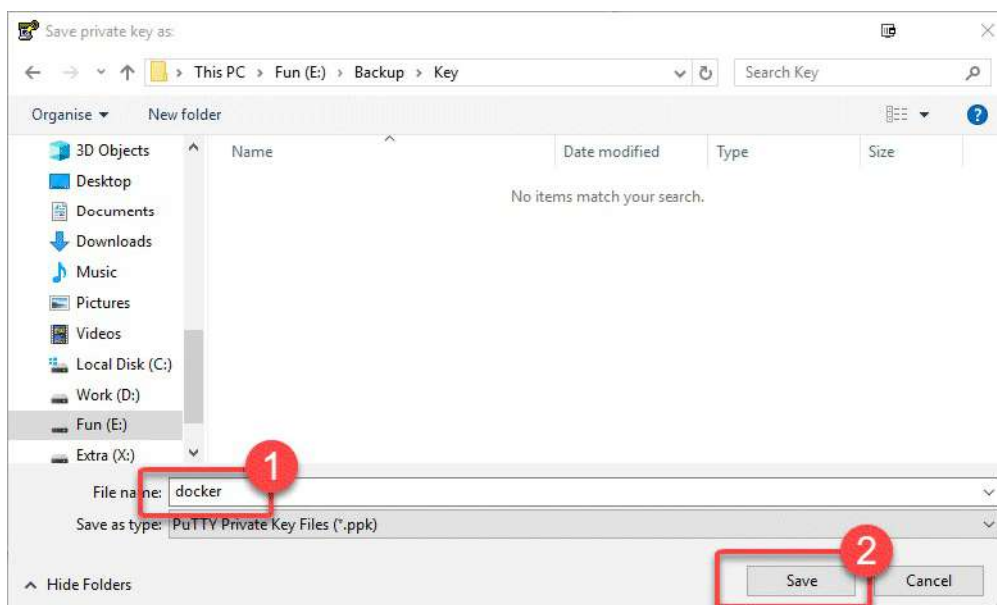 Save private key as:
This PC > Fun (E:) > Backup > Key
Search Key
Organise
New folder
?
Name
Date modified
Type
Size
No items match your search.
3D Objects
Desktop
Documents
Downloads
Music
Pictures
Videos
Local Disk (C:)
Work (D:)
Fun (E:)
Extra (X:)
1
File name: docker
Save as type: PuTTY Private Key Files (*.ppk)
2
Hide Folders
Save
Cancel